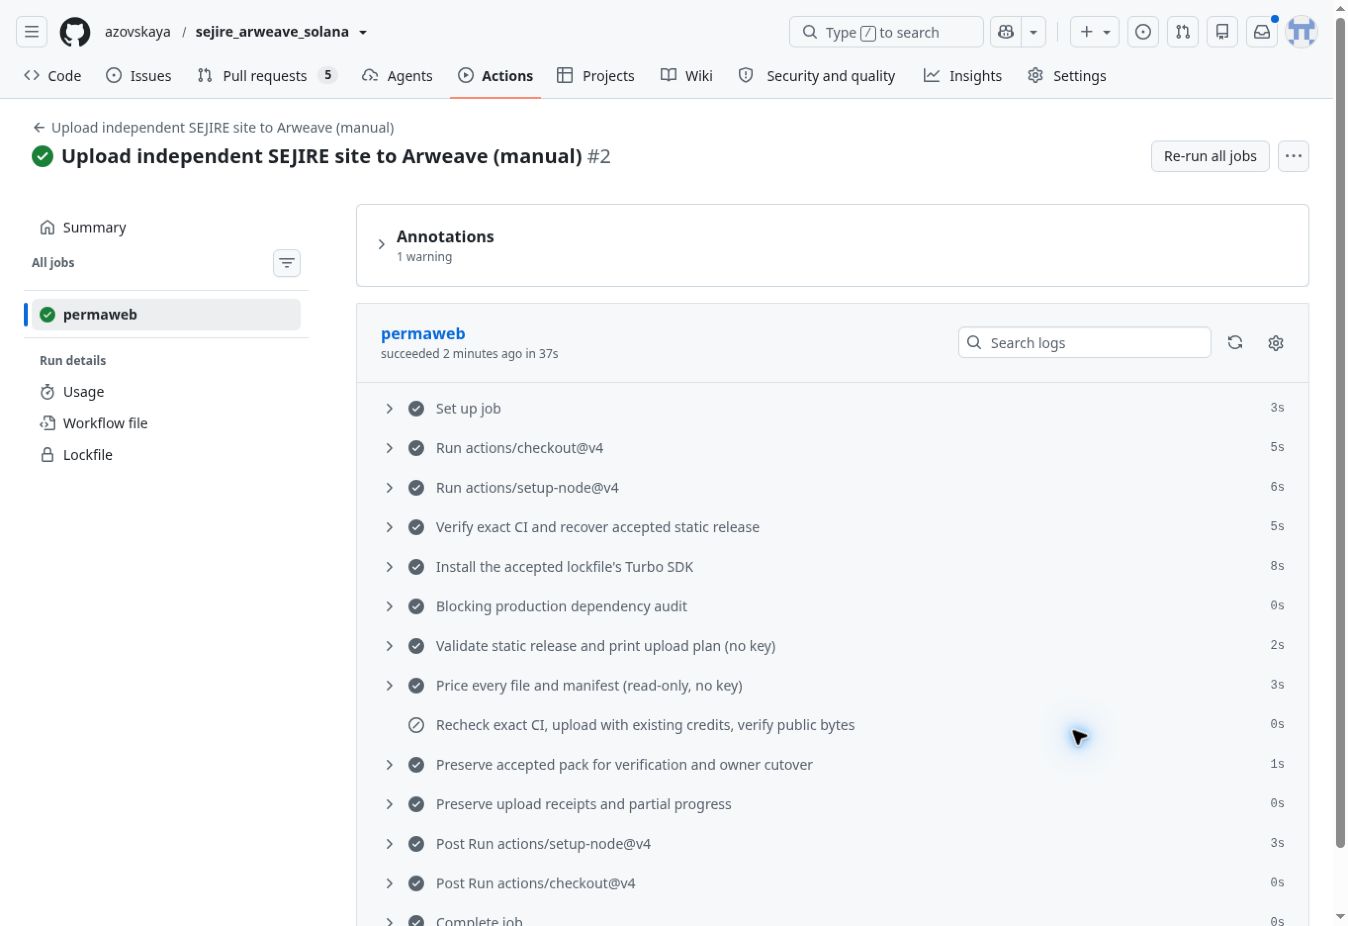 azovskaya / sejire_arweave_solana
Type / to search
Code
Issues
Pull requests 5
Agents
Actions
Projects
Wiki
Security and quality
Insights
Settings
← Upload independent SEJIRE site to Arweave (manual)
Upload independent SEJIRE site to Arweave (manual) #2
Re-run all jobs
Summary
All jobs
permaweb
Run details
Usage
Workflow file
Lockfile
Annotations
1 warning
permaweb
succeeded 2 minutes ago in 37s
Search logs
Set up job 3s
Run actions/checkout@v4 5s
Run actions/setup-node@v4 6s
Verify exact CI and recover accepted static release 5s
Install the accepted lockfile's Turbo SDK 8s
Blocking production dependency audit 0s
Validate static release and print upload plan (no key) 2s
Price every file and manifest (read-only, no key) 3s
Recheck exact CI, upload with existing credits, verify public bytes 0s
Preserve accepted pack for verification and owner cutover 1s
Preserve upload receipts and partial progress 0s
Post Run actions/setup-node@v4 3s
Post Run actions/checkout@v4 0s
Complete job 0s